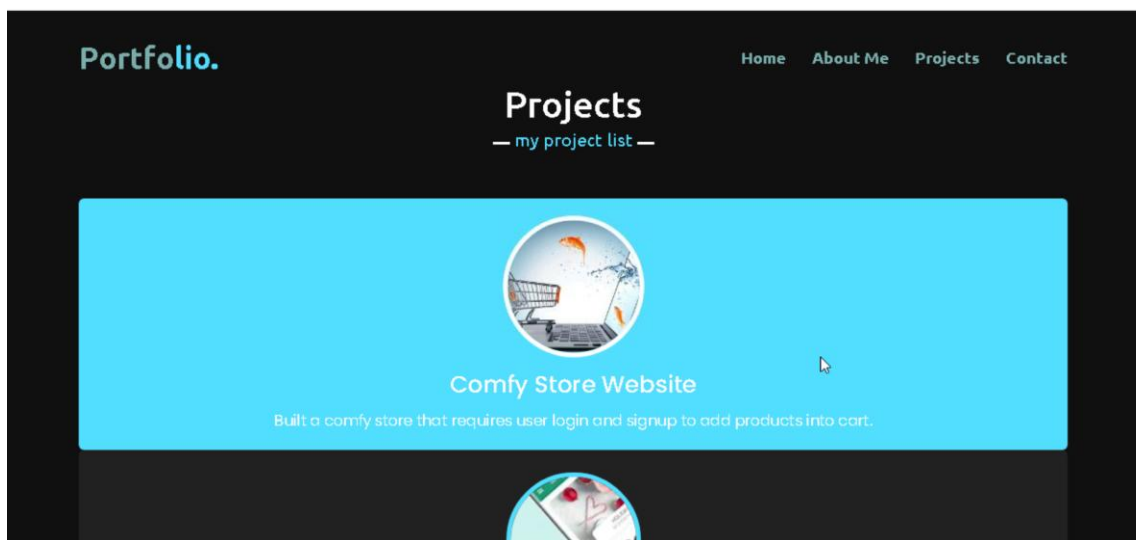 Portfolio.
Home About Me Projects Contact
Projects
my project list
Comfy Store Website
Built a comfy store that requires user login and signup to add products into cart.